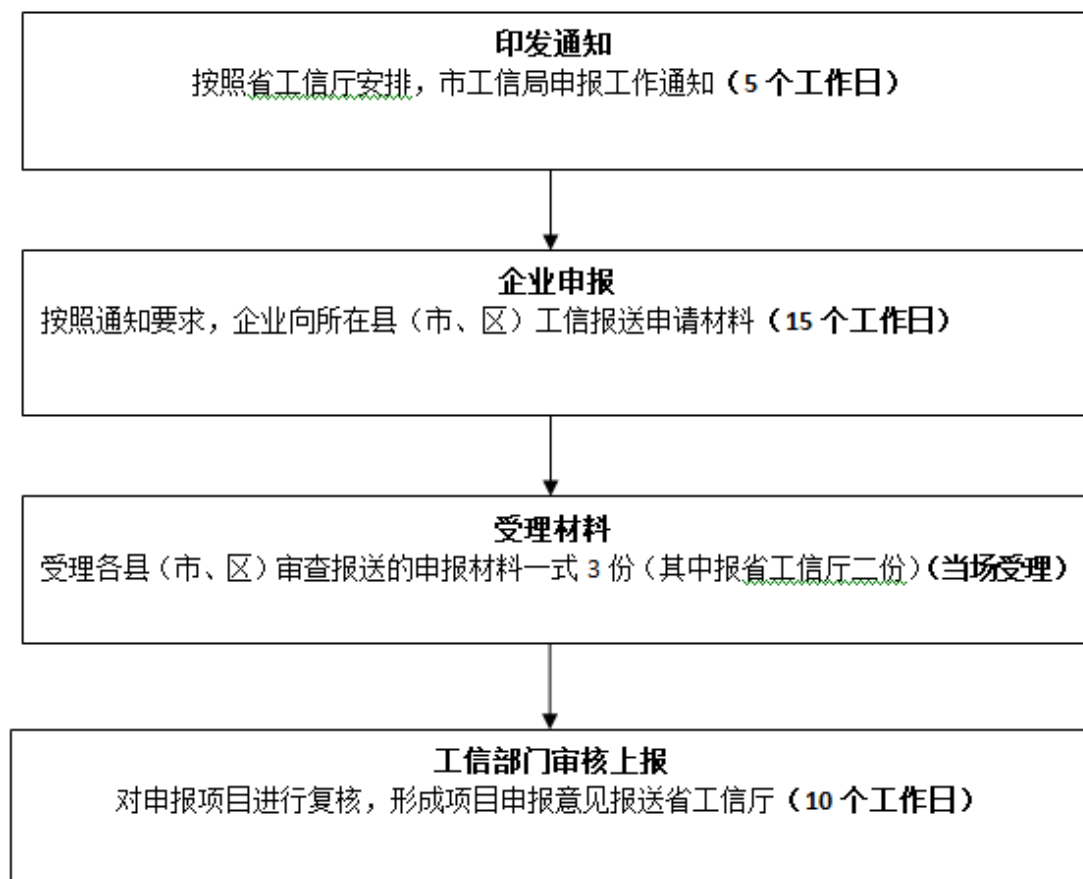 印发通知
按照省工信厅安排，市工信局申报工作通知（5 个工作日）
企业申报
按照通知要求，企业向所在县（市、区）工信报送申请材料（15 个工作日）
受理材料
受理各县（市、区）审查报送的申报材料一式 3 份（其中报省工信厅二份）（当场受理）
工信部门审核上报
对申报项目进行复核，形成项目申报意见报送省工信厅（10 个工作日）